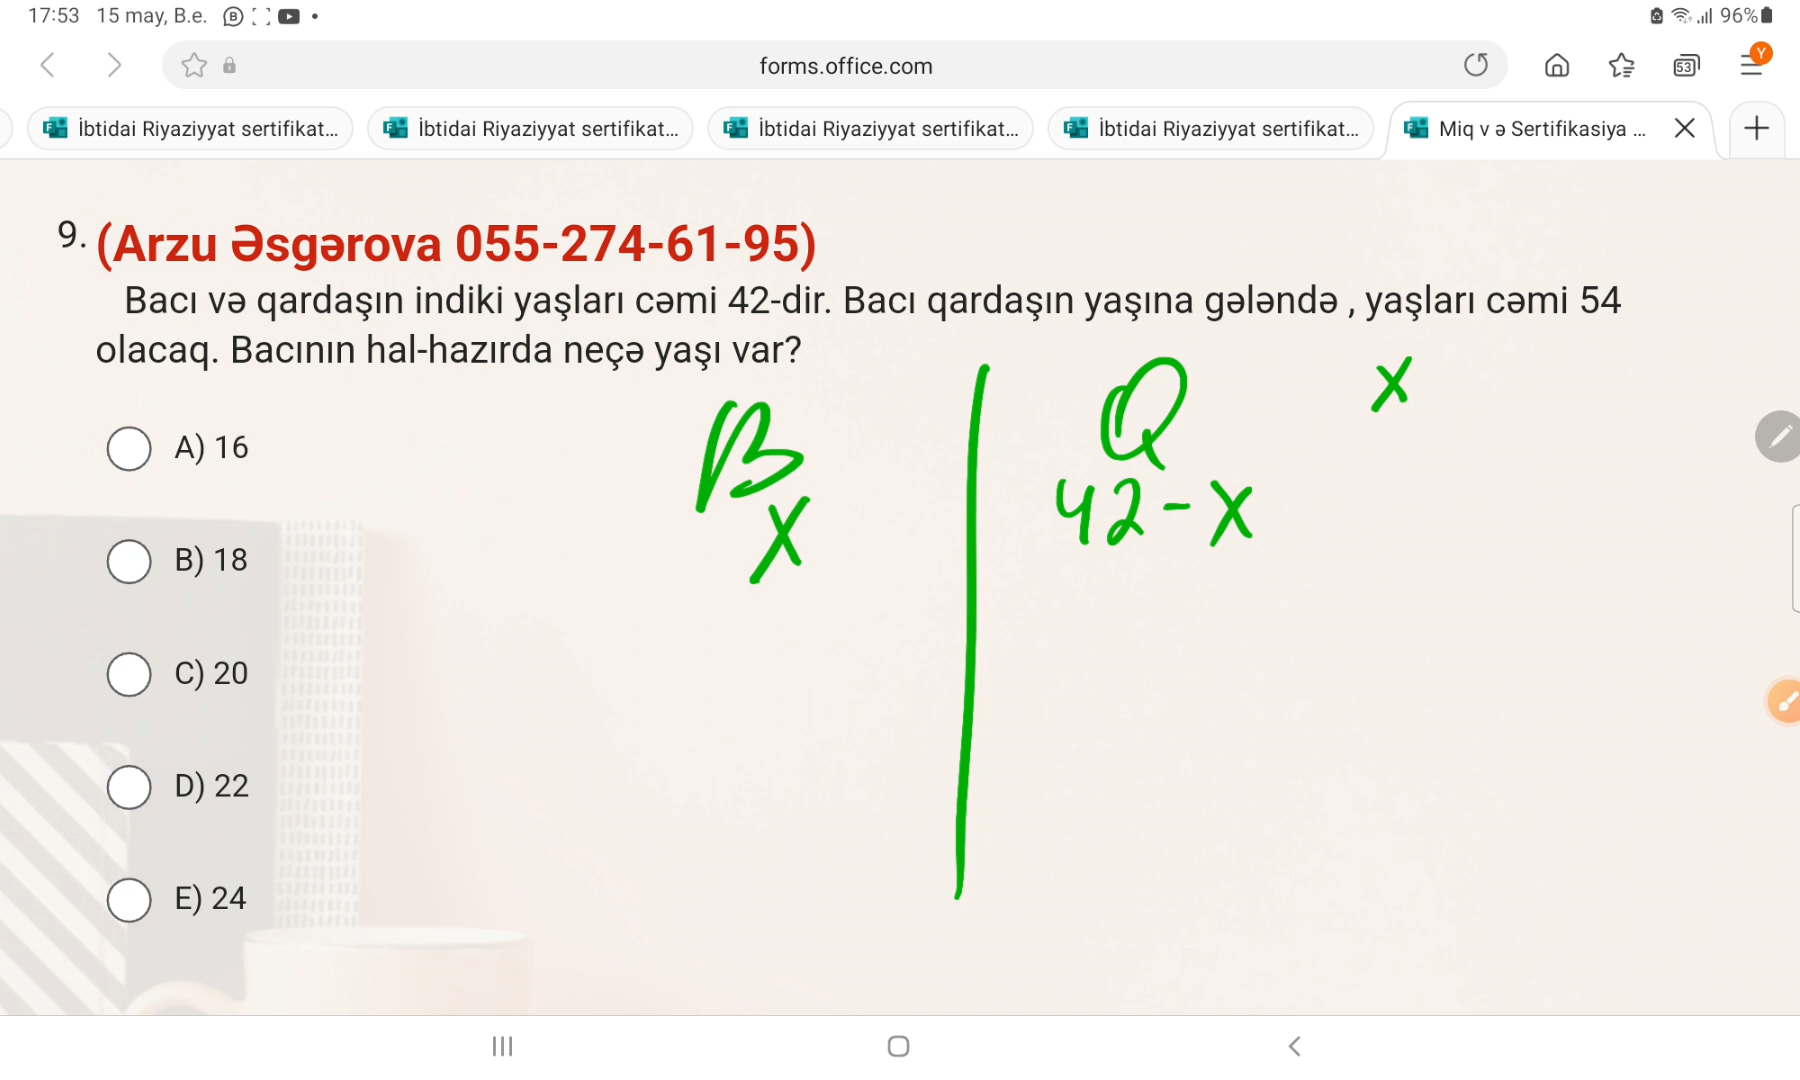 17:53 15 may, B.e.
96%
forms.office.com
53
Y
İbtidai Riyaziyyat sertifikat...
İbtidai Riyaziyyat sertifikat...
İbtidai Riyaziyyat sertifikat...
İbtidai Riyaziyyat sertifikat...
Miq v ə Sertifikasiya ...
9. (Arzu Əsgərova 055-274-61-95)
Bacı və qardaşın indiki yaşları cəmi 42-dir. Bacı qardaşın yaşına gələndə , yaşları cəmi 54
olacaq. Bacının hal-hazırda neçə yaşı var?
B
x
Q
42-x
x
A) 16
B) 18
C) 20
D) 22
E) 24